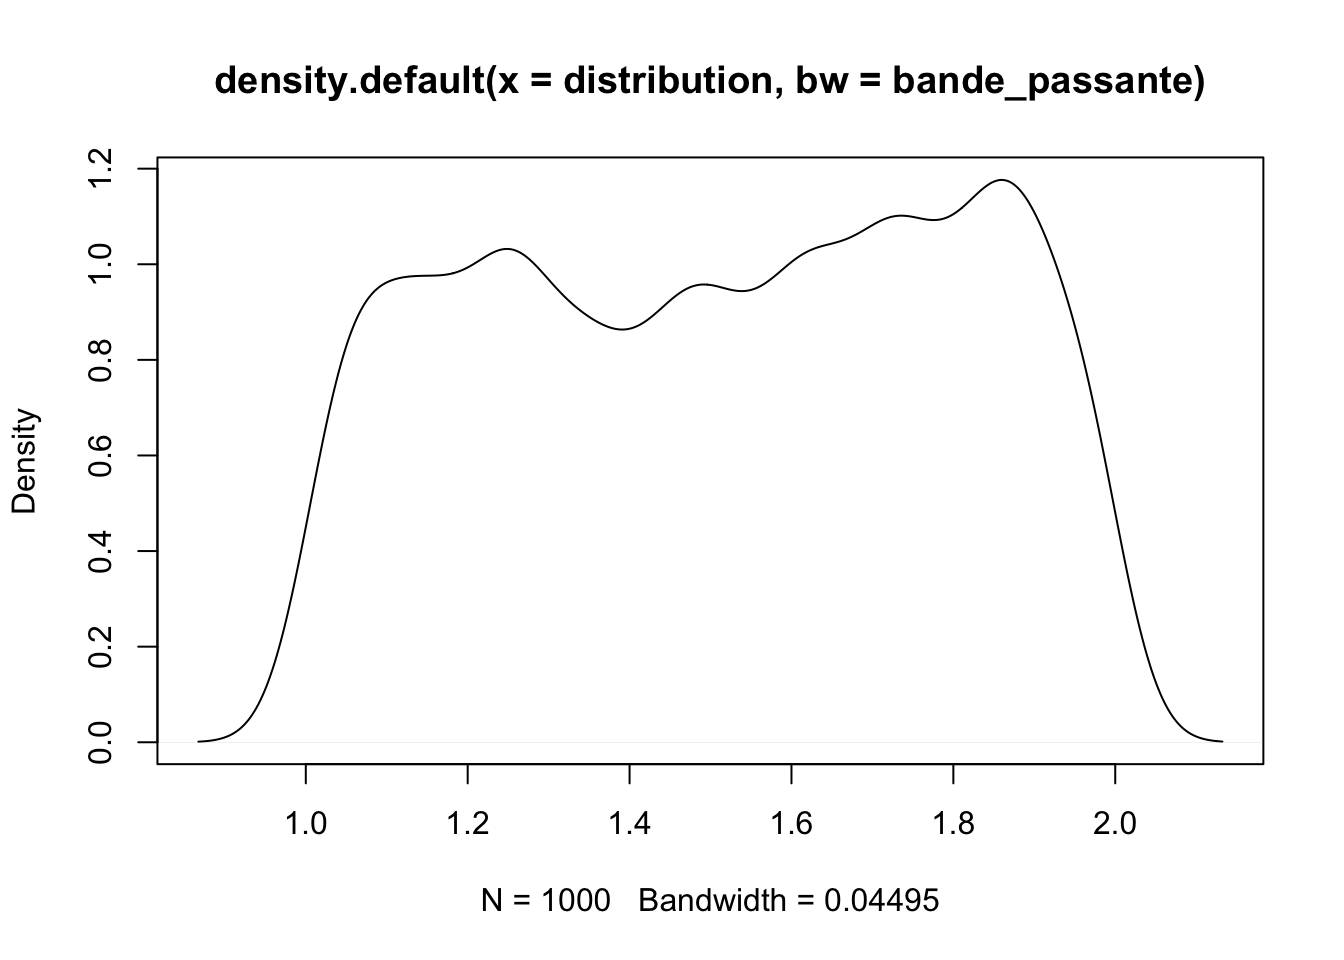 density.default(x = distribution, bw = bande_passante)
Density
1.2
1.0
0.8
0.6
0.4
0.2
0.0
1.0 1.2 1.4 1.6 1.8 2.0
N = 1000 Bandwidth = 0.04495